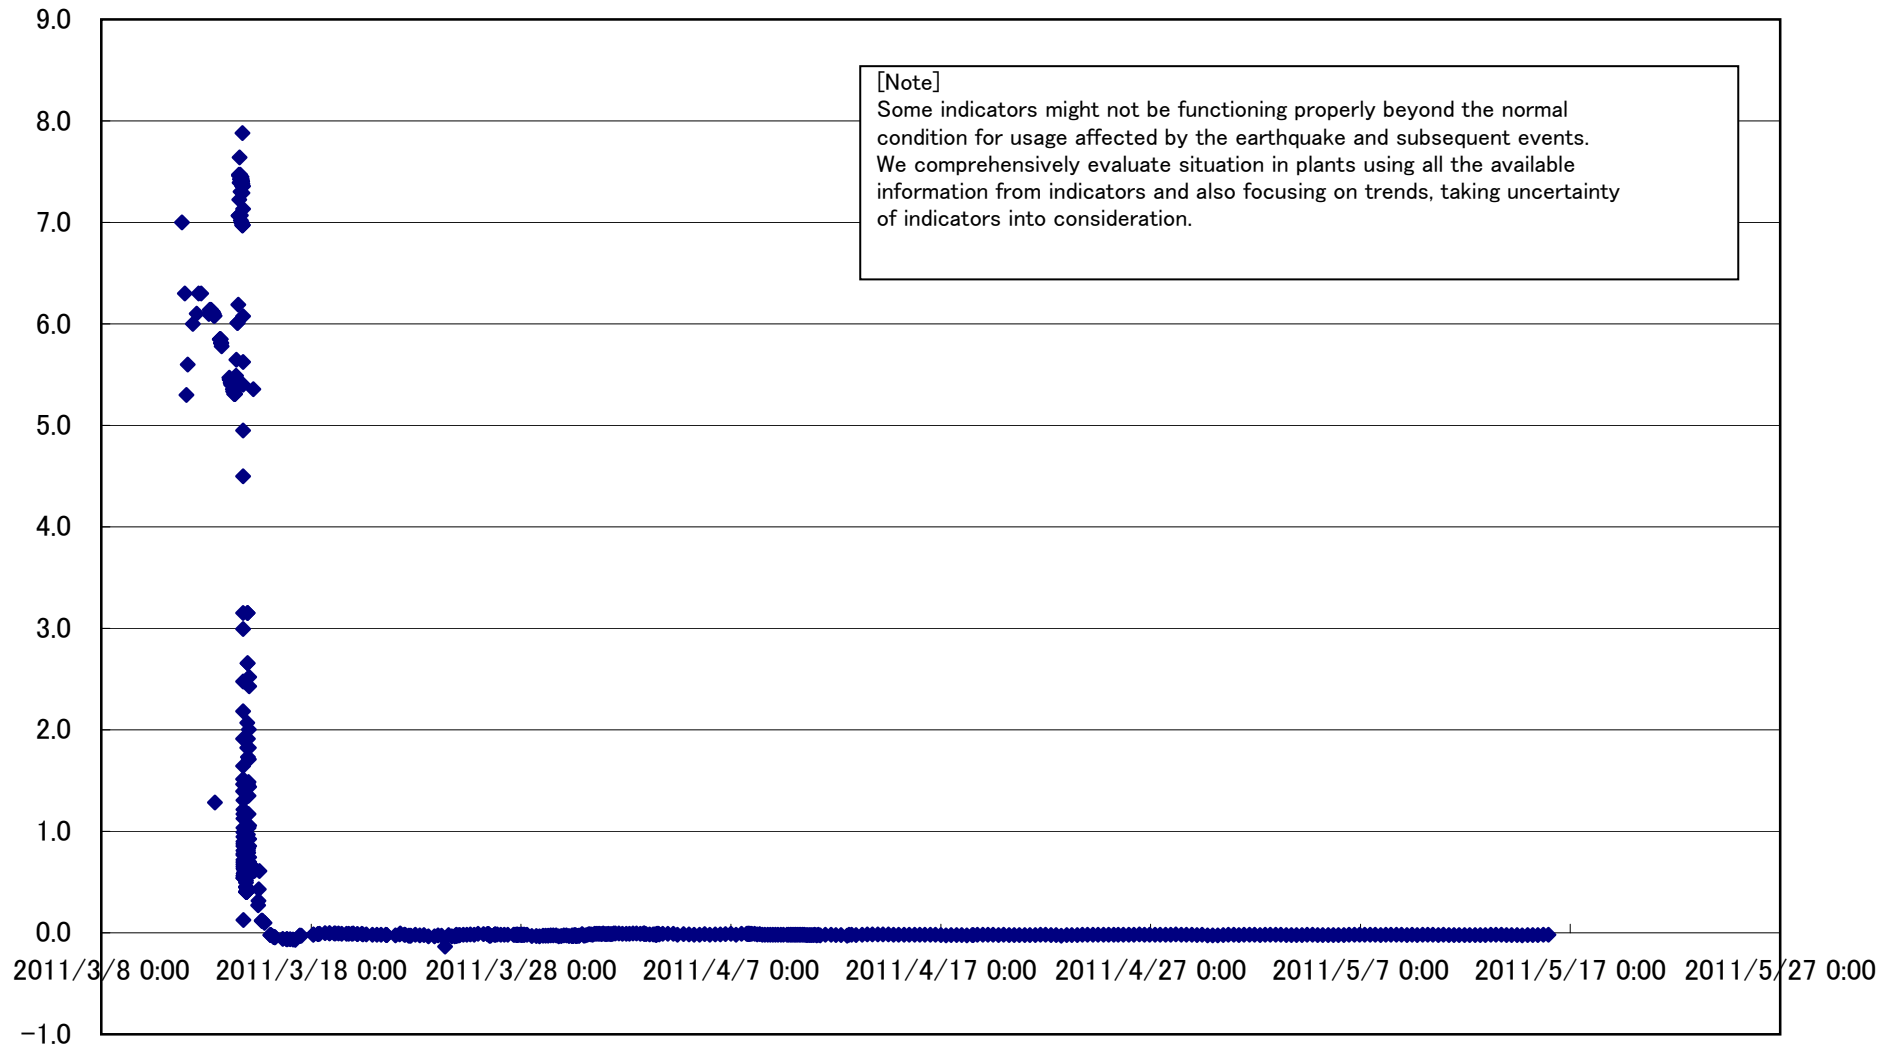 9.0
[Note]
Some indicators might not be functioning properly beyond the normal
condition for usage affected by the earthquake and subsequent events.
We comprehensively evaluate situation in plants using all the available
information from indicators and also focusing on trends, taking uncertainty
of indicators into consideration.
8.0
7.0
6.0
5.0
4.0
3.0
2.0
1.0
0.0
2011/3/8 0:00 2011/3/18 0:00 2011/3/28 0:00 2011/4/7 0:00 2011/4/17 0:00 2011/4/27 0:00 2011/5/7 0:00 2011/5/17 0:00 2011/5/27 0:00
-1.0